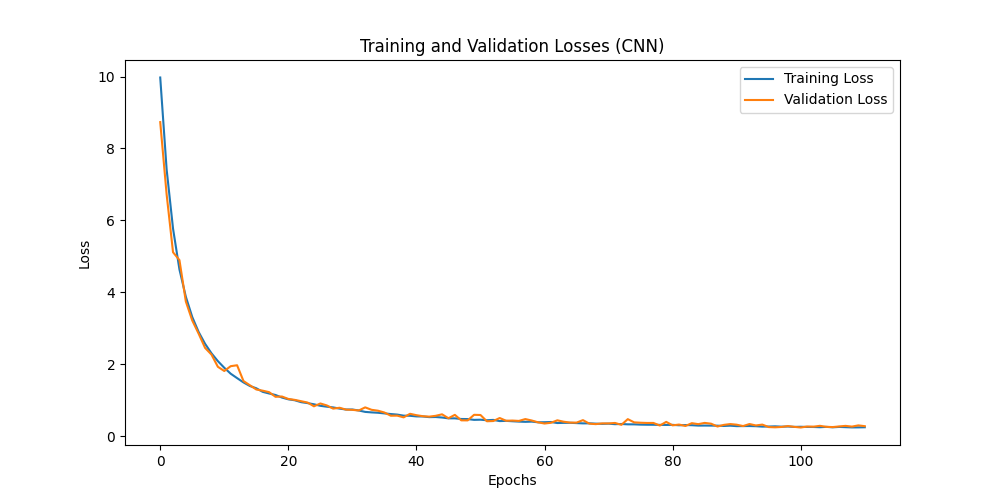 Training and Validation Losses (CNN)
Training Loss
Validation Loss
10
8
6
4
2
0
Loss
0 20 40 60 80 100
Epochs